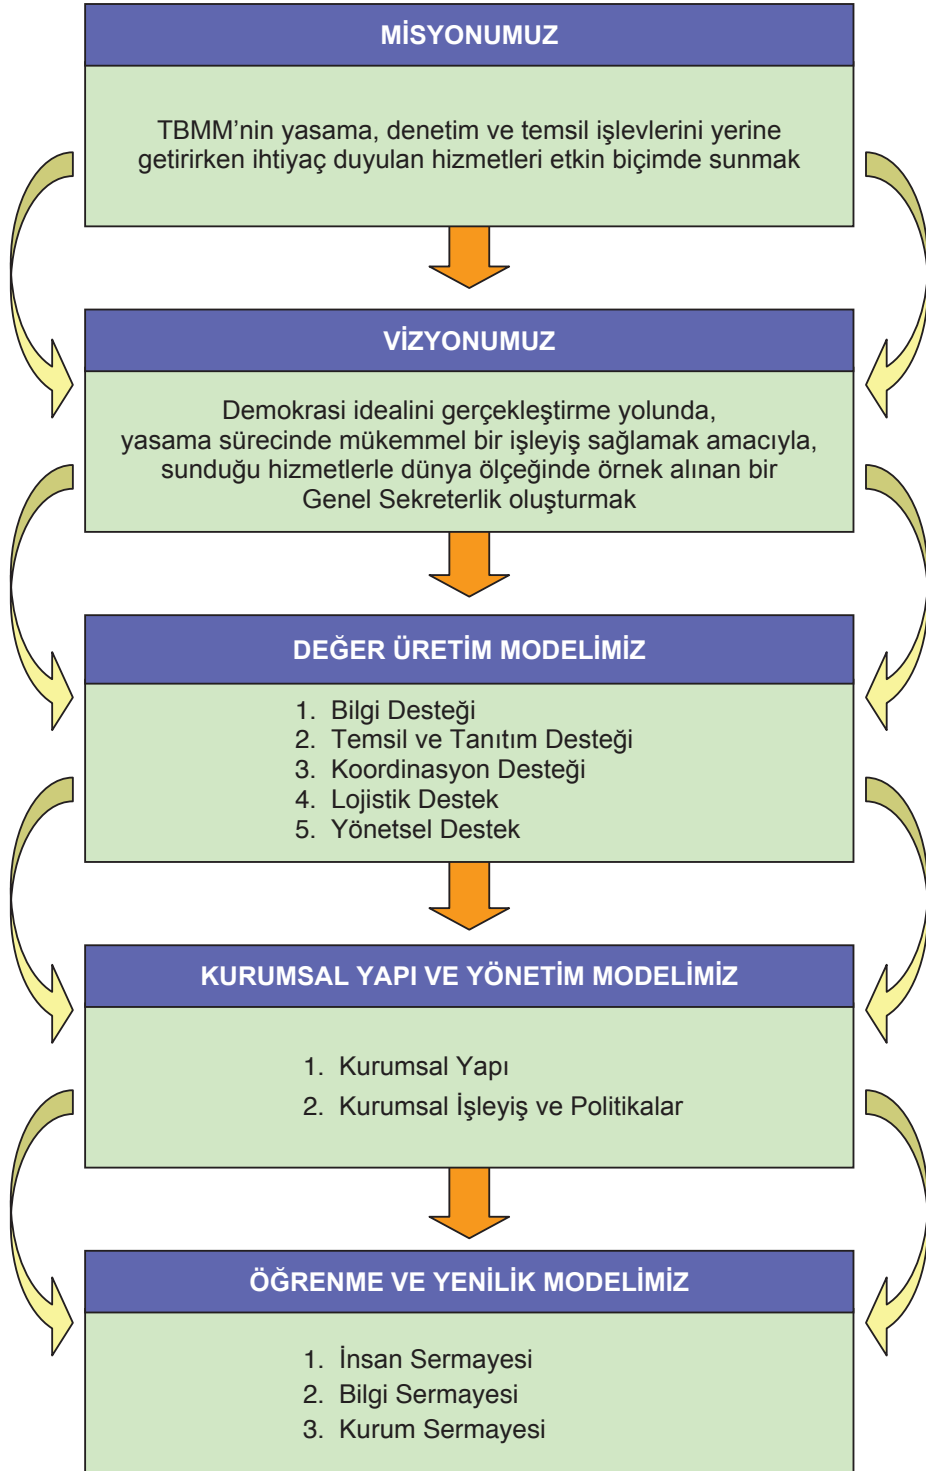 MİSYONUMUZ
TBMM’nin yasama, denetim ve temsil işlevlerini yerine
getirirken ihtiyaç duyulan hizmetleri etkin biçimde sunmak
VİZYONUMUZ
Demokrasi idealini gerçekleştirme yolunda,
yasama sürecinde mükemmel bir işleyiş sağlamak amacıyla,
sunduğu hizmetlerle dünya ölçeğinde örnek alınan bir
Genel Sekreterlik oluşturmak
DEĞER ÜRETİM MODELİMİZ
1. Bilgi Desteği
2. Temsil ve Tanıtım Desteği
3. Koordinasyon Desteği
4. Lojistik Destek
5. Yönetsel Destek
KURUMSAL YAPI VE YÖNETİM MODELİMİZ
1. Kurumsal Yapı
2. Kurumsal İşleyiş ve Politikalar
ÖĞRENME VE YENİLİK MODELİMİZ
1. İnsan Sermayesi
2. Bilgi Sermayesi
3. Kurum Sermayesi